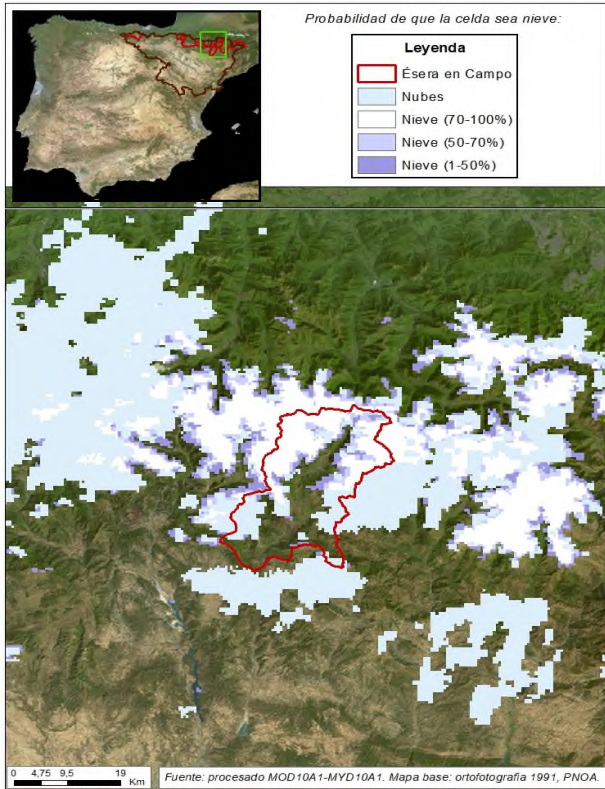 Probabilidad de que la celda sea nieve:
Leyenda
Ésera en Campo
Nubes
Nieve (70-100%)
Nieve (50-70%)
Nieve (1-50%)
0 4,75 9,5 19
Km
Fuente: procesado MOD10A1-MYD10A1. Mapa base: ortofotografía 1991, PNOA.